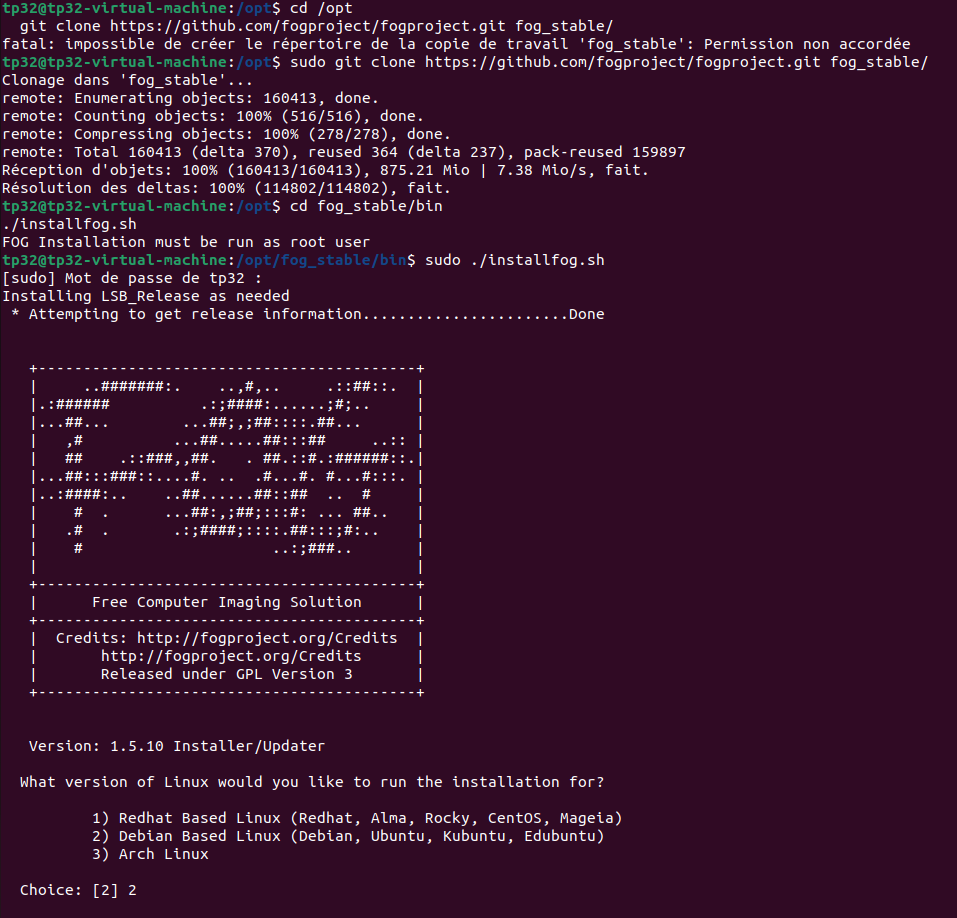 tp32@tp32-virtual-machine:/opt$ cd /opt
  git clone https://github.com/fogproject/fogproject.git fog_stable/
fatal: impossible de créer le répertoire de la copie de travail 'fog_stable': Permission non accordée
tp32@tp32-virtual-machine:/opt$ sudo git clone https://github.com/fogproject/fogproject.git fog_stable/
Clonage dans 'fog_stable'...
remote: Enumerating objects: 160413, done.
remote: Counting objects: 100% (516/516), done.
remote: Compressing objects: 100% (278/278), done.
remote: Total 160413 (delta 370), reused 364 (delta 237), pack-reused 159897
Réception d'objets: 100% (160413/160413), 875.21 Mio | 7.38 Mio/s, fait.
Résolution des deltas: 100% (114802/114802), fait.
tp32@tp32-virtual-machine:/opt$ cd fog_stable/bin
./installfog.sh
FOG Installation must be run as root user
tp32@tp32-virtual-machine:/opt/fog_stable/bin$ sudo ./installfog.sh
[sudo] Mot de passe de tp32 :
Installing LSB_Release as needed
 * Attempting to get release information.......................Done

   +------------------------------------------+
   |     ..#######:.    ..,#,..     .::##::.  |
   |.:######          .:;####:......;#;..     |
   |...##...        ...##;,;##::::.##...      |
   |   ,#          ...##.....##:::##     ..:: |
   |   ##    .::###,,##.   . ##.::#.:######::.|
   |...##:::###::....#. ..  .#...#. #...#:::. |
   |..:####:..    ..##......##::##  ..  #     |
   |    #  .      ...##:,;##;:::#: ... ##..   |
   |   .#  .       .:;####;::::.##:::;#:..    |
   |    #                     ..:;###..       |
   |                                          |
   +------------------------------------------+
   |      Free Computer Imaging Solution      |
   +------------------------------------------+
   |  Credits: http://fogproject.org/Credits  |
   |       http://fogproject.org/Credits      |
   |       Released under GPL Version 3       |
   +------------------------------------------+

   Version: 1.5.10 Installer/Updater

  What version of Linux would you like to run the installation for?

          1) Redhat Based Linux (Redhat, Alma, Rocky, CentOS, Mageia)
          2) Debian Based Linux (Debian, Ubuntu, Kubuntu, Edubuntu)
          3) Arch Linux

  Choice: [2] 2